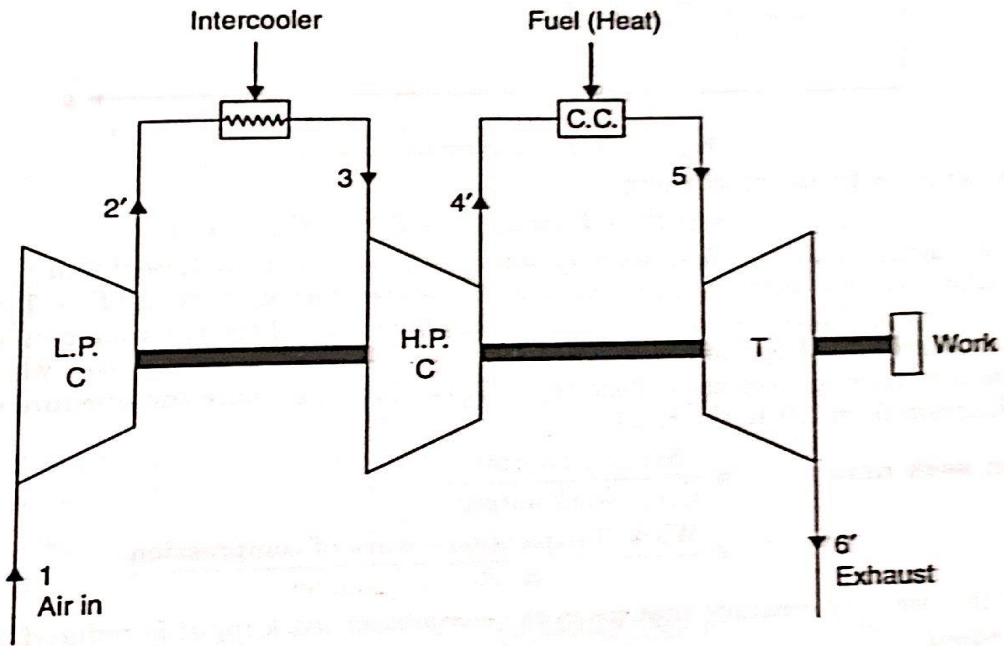 Intercooler
Fuel (Heat)
C.C.
2′
3
4′
5
L.P.
C
H.P.
C
T
Work
1
Air in
6′
Exhaust